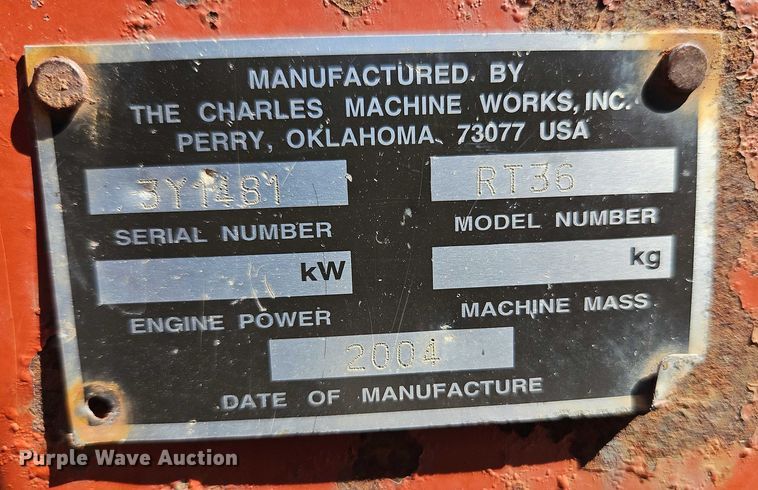 MANUFACTURED BY
THE CHARLES MACHINE WORKS, INC.
PERRY, OKLAHOMA 73077 USA
3Y1481 RT36
SERIAL NUMBER MODEL NUMBER
kW kg
ENGINE POWER MACHINE MASS
2004
DATE OF MANUFACTURE
Purple Wave Auction